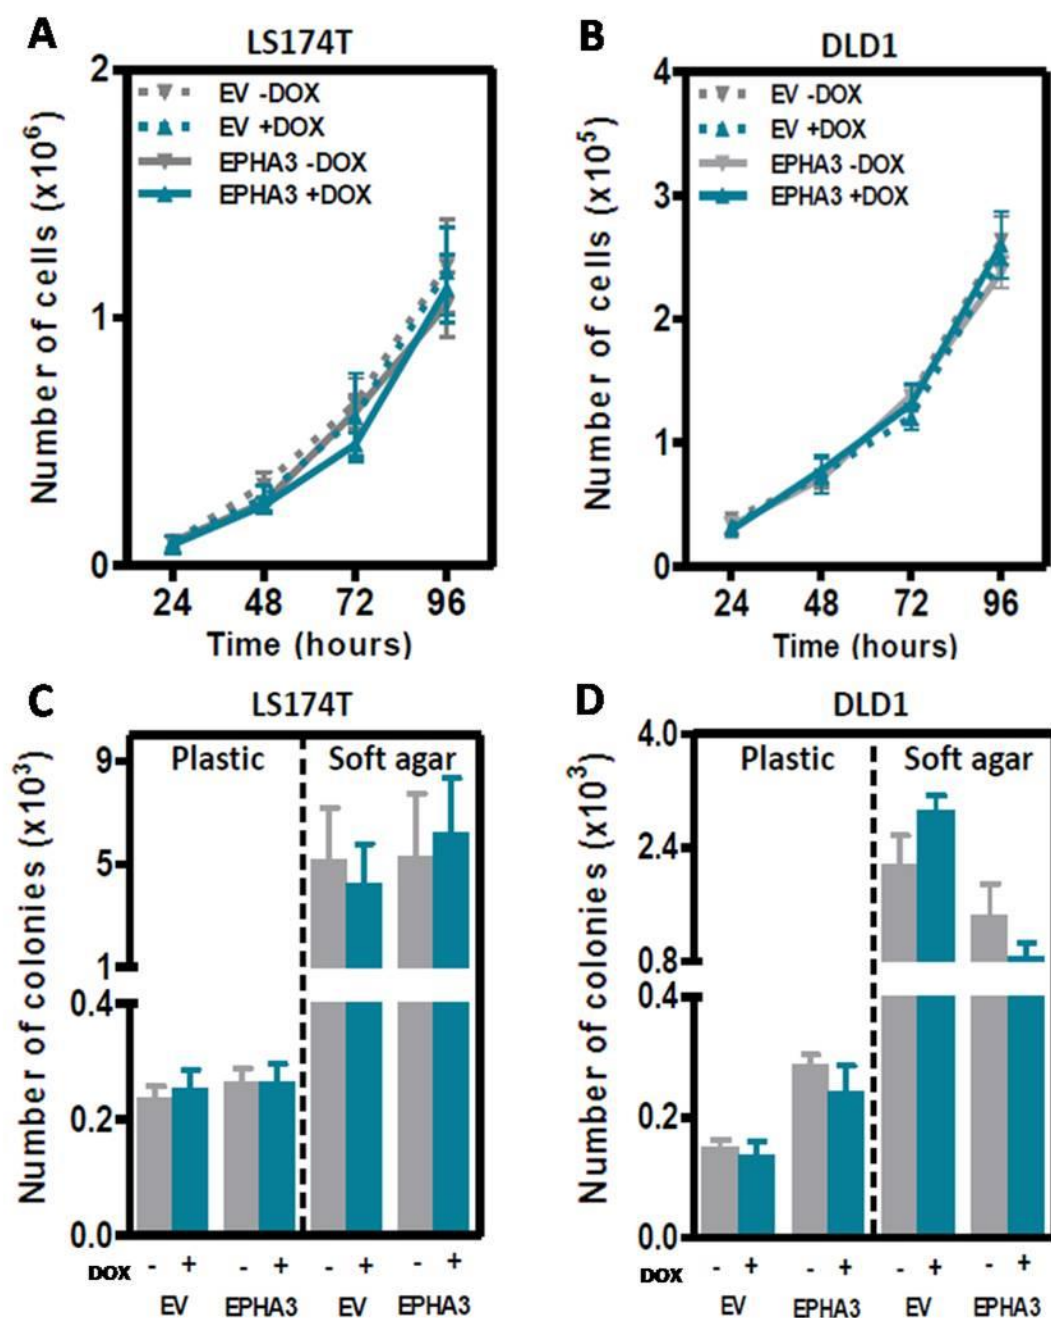 A
LS174T
2
1
0
Number of cells (x10⁶)
EV -DOX
EV +DOX
EPHA3 -DOX
EPHA3 +DOX
24 48 72 96
Time (hours)
B
DLD1
4
3
2
1
0
Number of cells (x10⁵)
EV -DOX
EV +DOX
EPHA3 -DOX
EPHA3 +DOX
24 48 72 96
Time (hours)
C
LS174T
Plastic Soft agar
9
5
1
0.4
0.2
0.0
Number of colonies (x10³)
DOX - + - + - + - +
EV EPHA3 EV EPHA3
D
DLD1
Plastic Soft agar
4.0
2.4
0.8
0.4
0.2
0.0
Number of colonies (x10³)
DOX - + - + - + - +
EV EPHA3 EV EPHA3